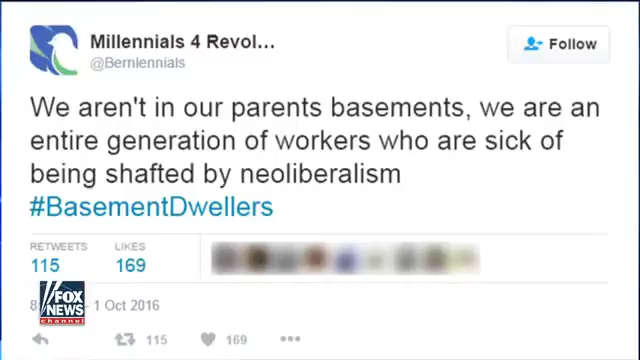 Millennials 4 Revol...
@Bernlennials
Follow
We aren't in our parents basements, we are an
entire generation of workers who are sick of
being shafted by neoliberalism
#BasementDwellers
RETWEETS LIKES
115 169
FOX
NEWS
channel
- 1 Oct 2016
115 169